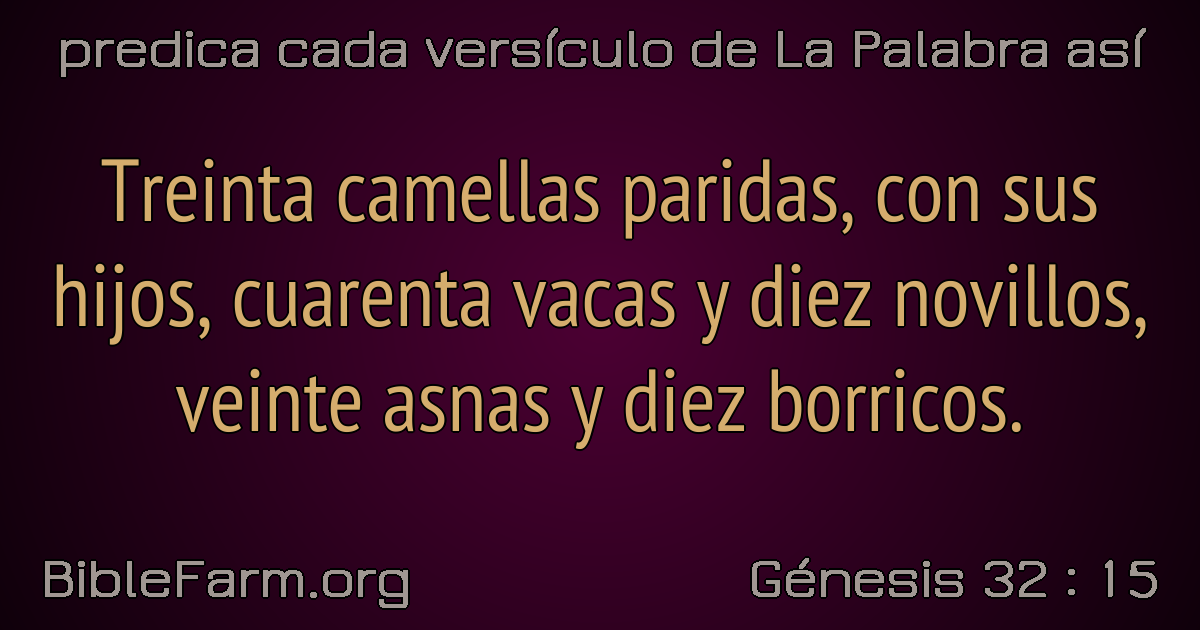 predica cada versículo de La Palabra así
Treinta camellas paridas, con sus
hijos, cuarenta vacas y diez novillos,
veinte asnas y diez borricos.
BibleFarm.org
Génesis 32 : 15